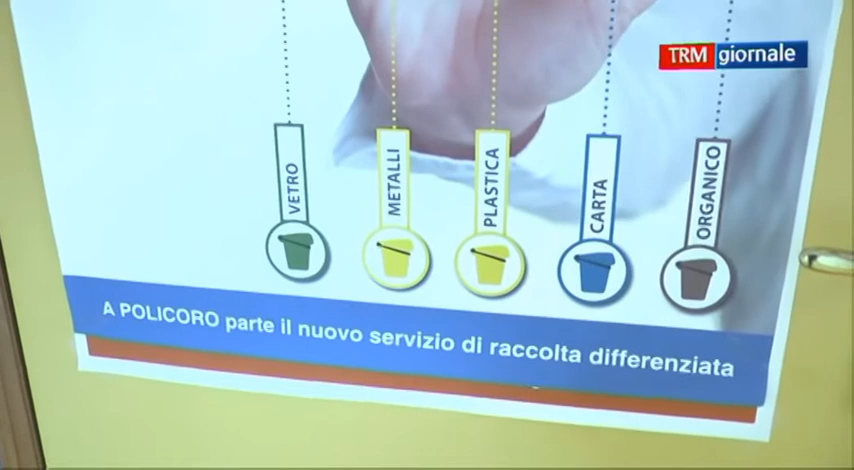 TRM giornale
VETRO
METALLI
PLASTICA
CARTA
ORGANICO
A POLICORO parte il nuovo servizio di raccolta differenziata